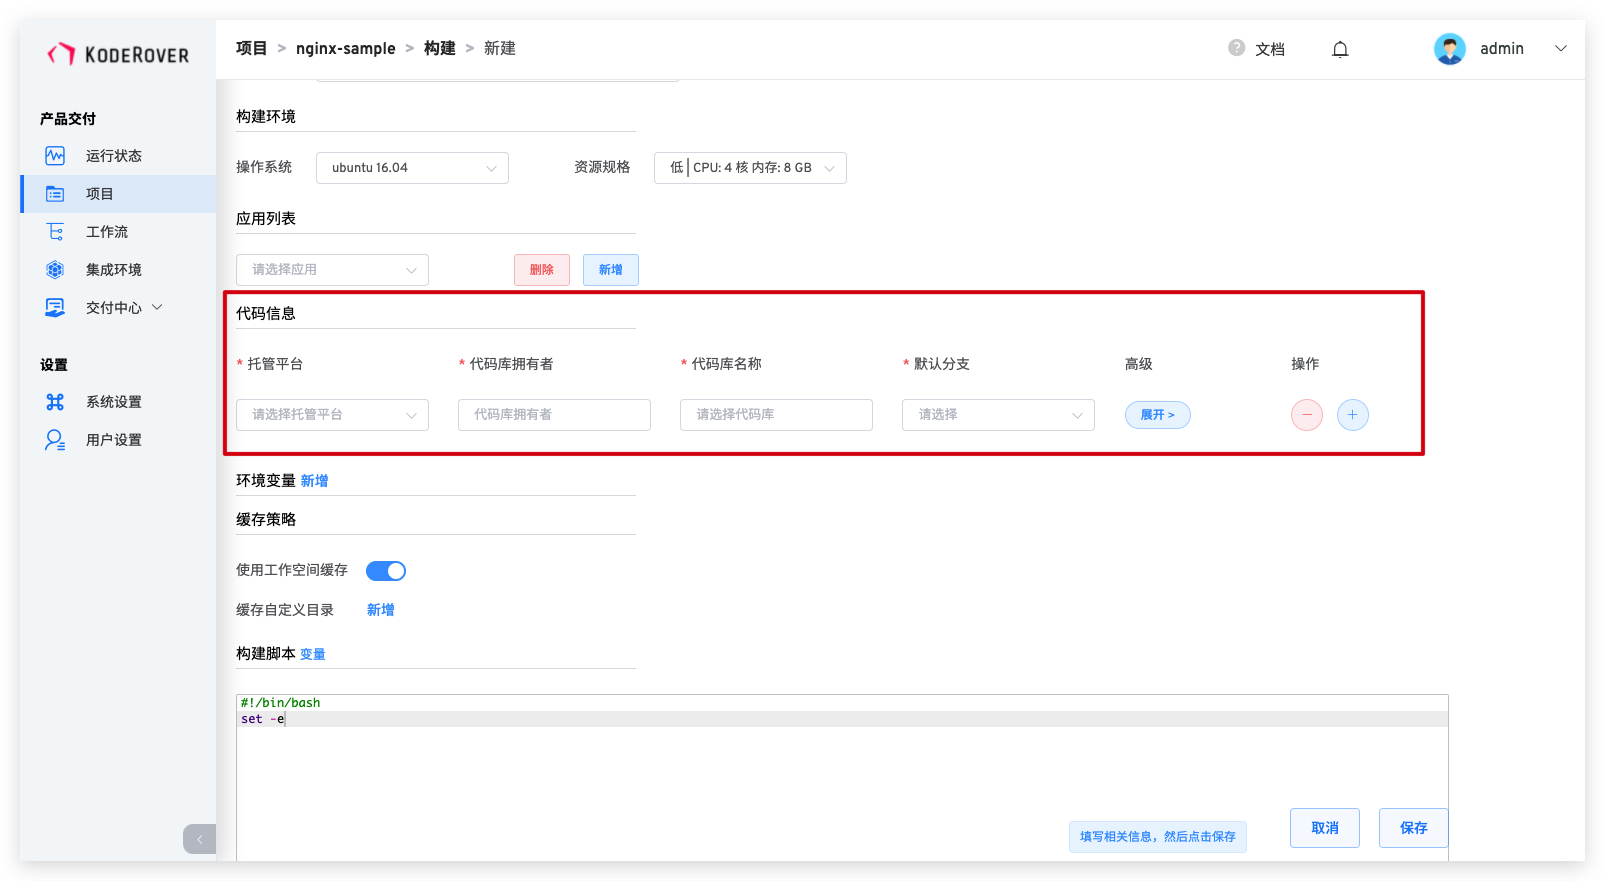 KODEROVER
项目 > nginx-sample > 构建 > 新建
? 文档
admin
产品交付
运行状态
项目
工作流
集成环境
交付中心
设置
系统设置
用户设置
构建环境
操作系统 ubuntu 16.04 资源规格 低 | CPU: 4 核 内存: 8 GB
应用列表
请选择应用 删除 新增
代码信息
* 托管平台 * 代码库拥有者 * 代码库名称 * 默认分支 高级 操作
请选择托管平台 代码库拥有者 请选择代码库 请选择 展开 > − +
环境变量 新增
缓存策略
使用工作空间缓存
缓存自定义目录 新增
构建脚本 变量
#!/bin/bash
set -e
填写相关信息，然后点击保存 取消 保存